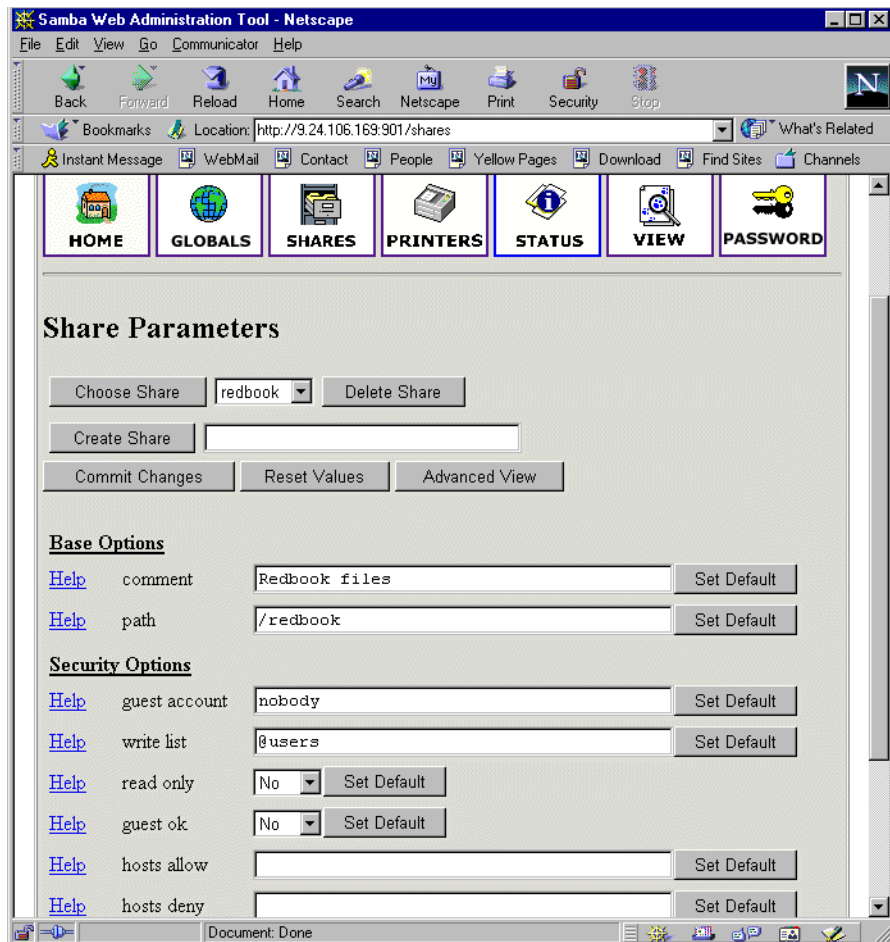 Samba Web Administration Tool - Netscape
File Edit View Go Communicator Help
Back Forward Reload Home Search Netscape Print Security Stop
My
N
Bookmarks Location: http://9.24.106.169:901/shares What's Related
Instant Message WebMail Contact People Yellow Pages Download Find Sites Channels
HOME GLOBALS SHARES PRINTERS STATUS VIEW PASSWORD
Share Parameters
Choose Share redbook Delete Share
Create Share
Commit Changes Reset Values Advanced View
Base Options
Help comment Redbook files Set Default
Help path /redbook Set Default
Security Options
Help guest account nobody Set Default
Help write list @users Set Default
Help read only No Set Default
Help guest ok No Set Default
Help hosts allow Set Default
Help hosts deny Set Default
Document: Done